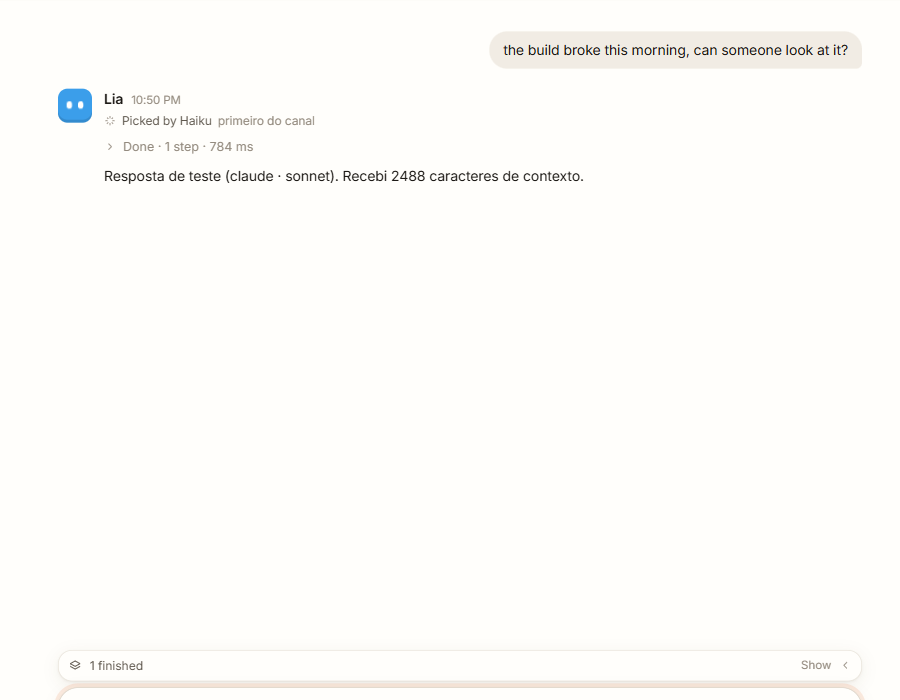 the build broke this morning, can someone look at it?
Lia 10:50 PM
Picked by Haiku primeiro do canal
Done · 1 step · 784 ms
Resposta de teste (claude · sonnet). Recebi 2488 caracteres de contexto.
1 finished Show